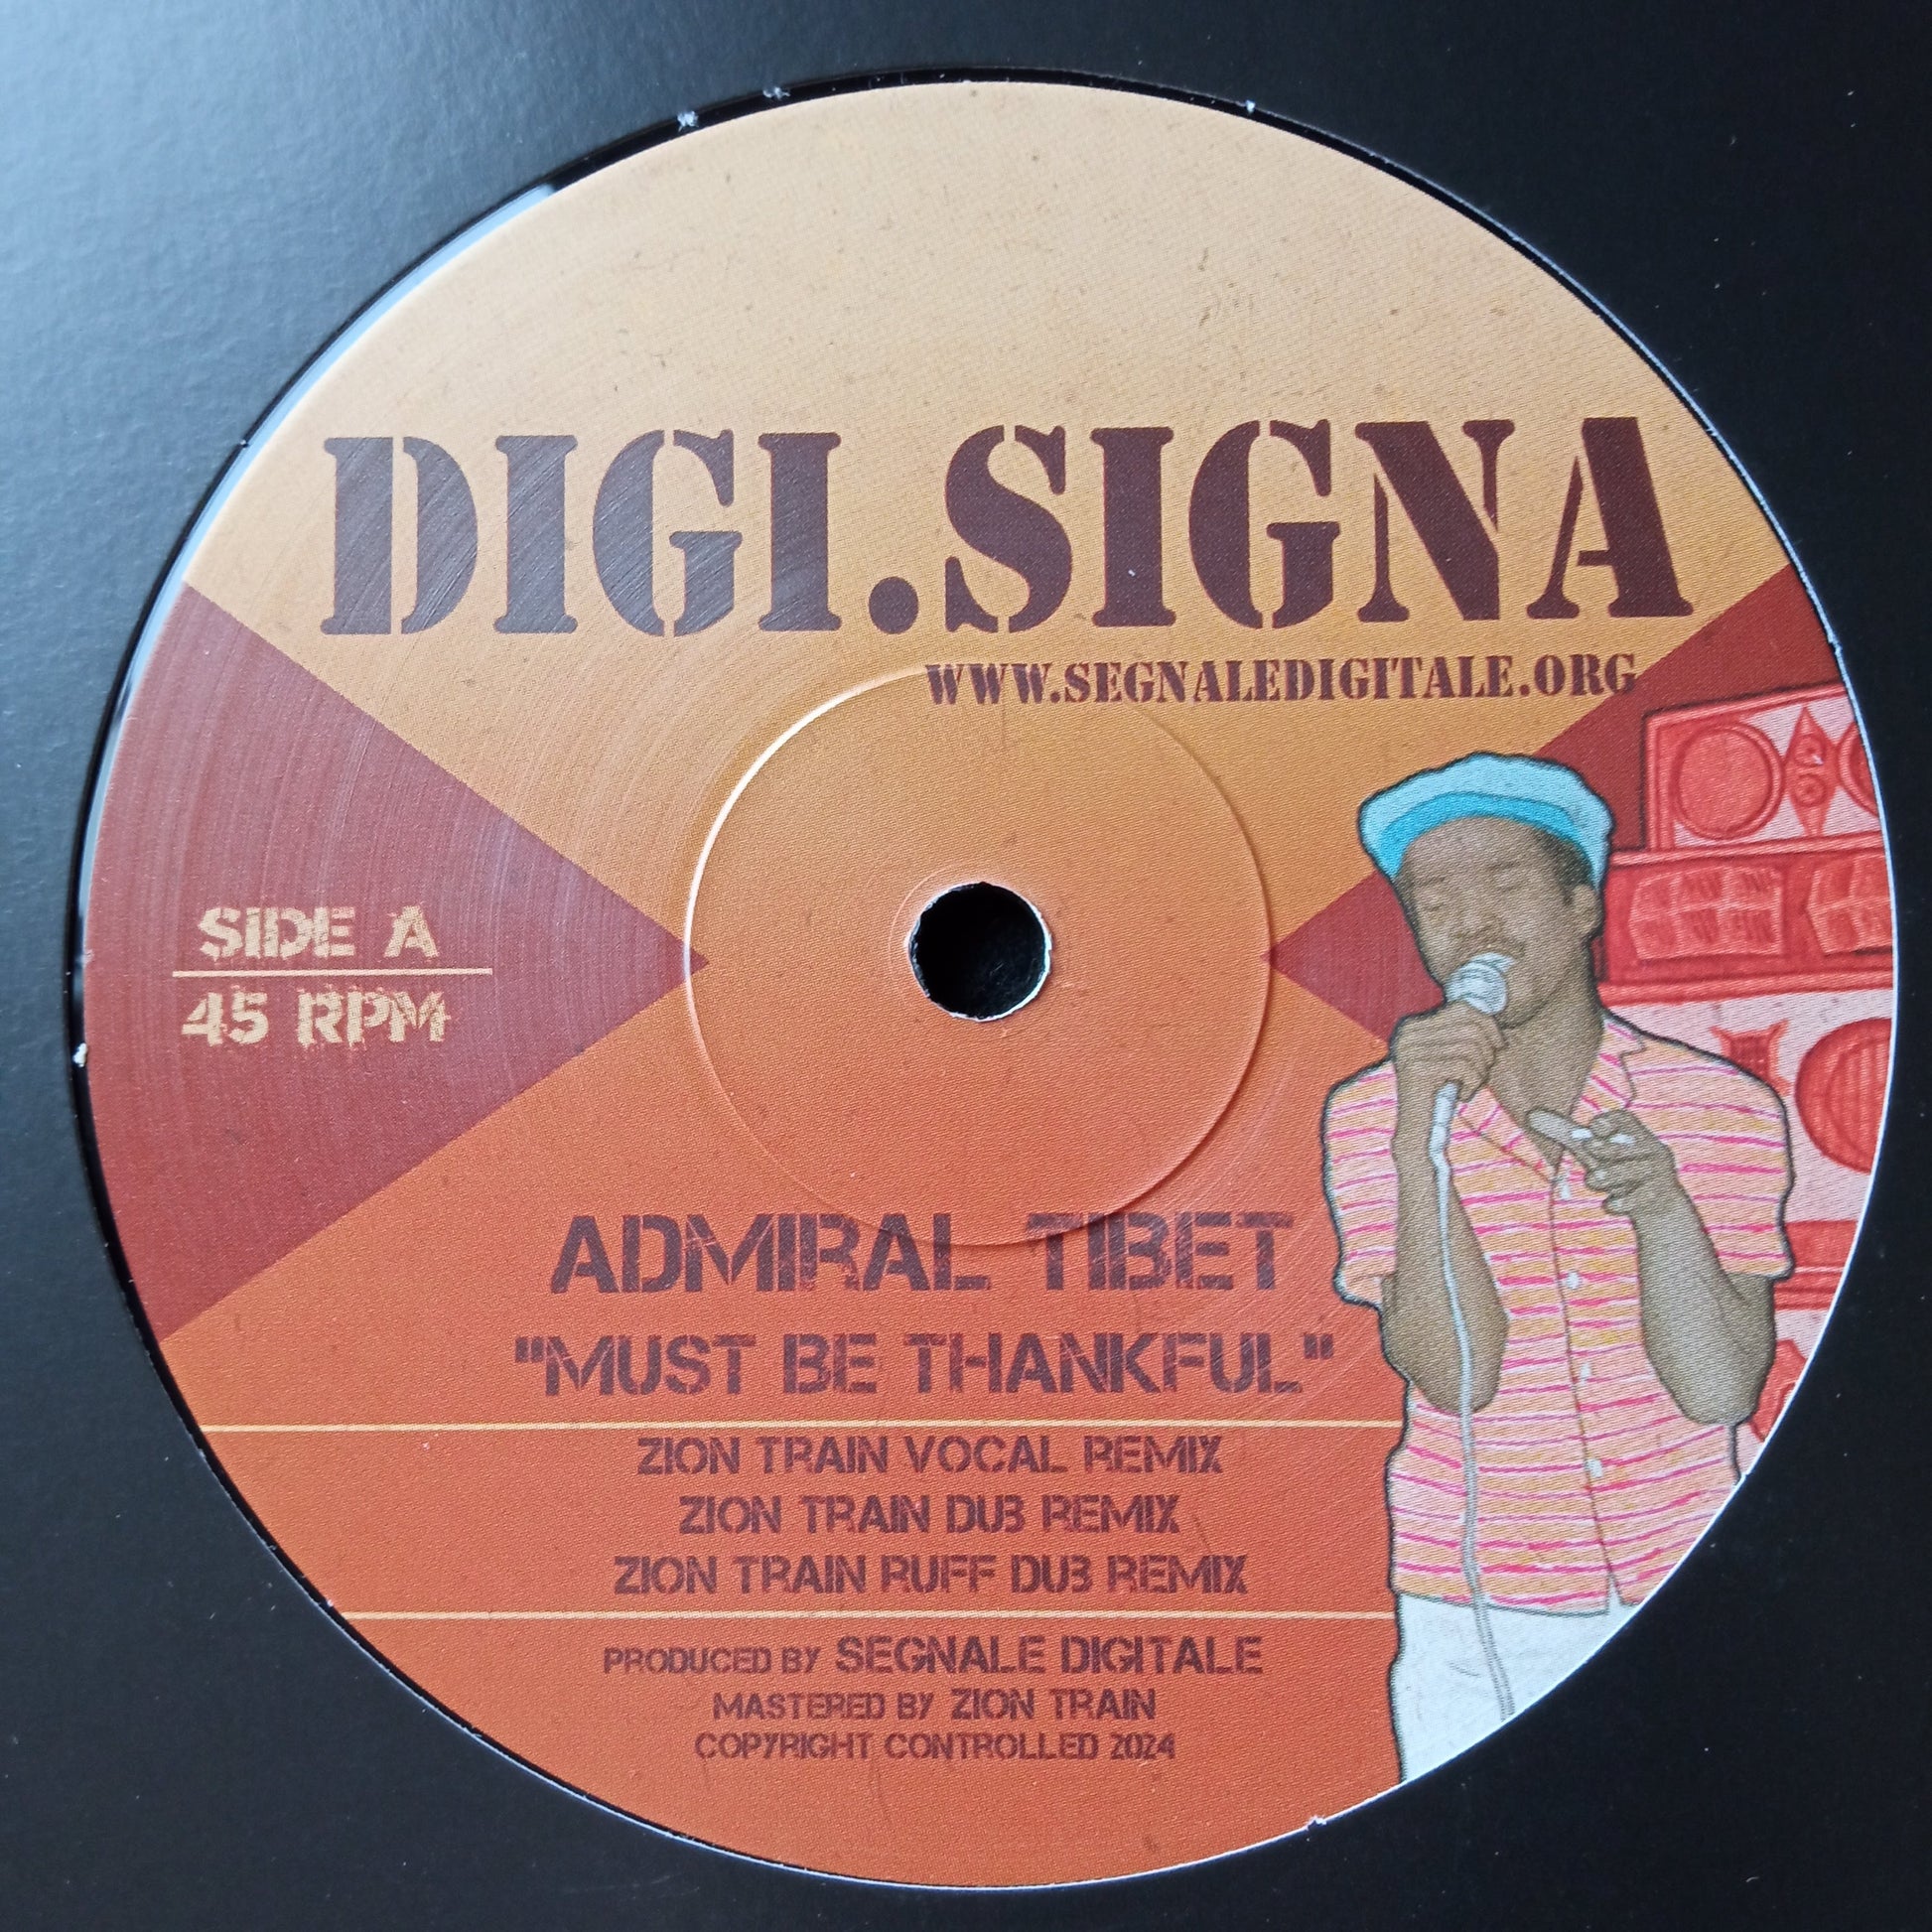 DIGI.SIGNA
WWW.SEGNALEDIGITALE.ORG
SIDE A
45 RPM
ADMIRAL TIBET
"MUST BE THANKFUL"
ZION TRAIN VOCAL REMIX
ZION TRAIN DUB REMIX
ZION TRAIN RUFF DUB REMIX
PRODUCED BY SEGNALE DIGITALE
MASTERED BY ZION TRAIN
COPYRIGHT CONTROLLED 2024